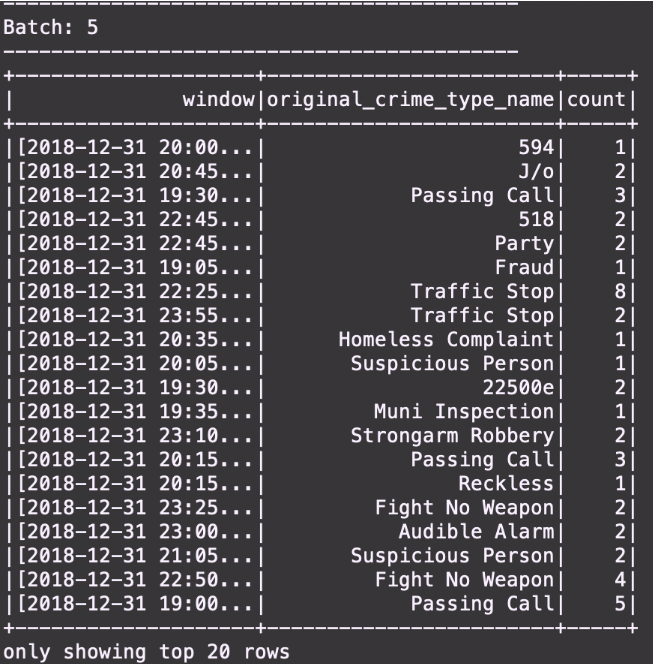 -------------------------------------------
Batch: 5
-------------------------------------------
+--------------------+------------------------+-----+
|              window|original_crime_type_name|count|
+--------------------+------------------------+-----+
|[2018-12-31 20:00...|                     594|    1|
|[2018-12-31 20:45...|                     J/o|    2|
|[2018-12-31 19:30...|            Passing Call|    3|
|[2018-12-31 22:45...|                     518|    2|
|[2018-12-31 22:45...|                   Party|    2|
|[2018-12-31 19:05...|                   Fraud|    1|
|[2018-12-31 22:25...|            Traffic Stop|    8|
|[2018-12-31 23:55...|            Traffic Stop|    2|
|[2018-12-31 20:35...|      Homeless Complaint|    1|
|[2018-12-31 20:05...|       Suspicious Person|    1|
|[2018-12-31 19:30...|                  22500e|    2|
|[2018-12-31 19:35...|         Muni Inspection|    1|
|[2018-12-31 23:10...|       Strongarm Robbery|    2|
|[2018-12-31 20:15...|            Passing Call|    3|
|[2018-12-31 20:15...|                Reckless|    1|
|[2018-12-31 23:25...|         Fight No Weapon|    2|
|[2018-12-31 23:00...|           Audible Alarm|    2|
|[2018-12-31 21:05...|       Suspicious Person|    2|
|[2018-12-31 22:50...|         Fight No Weapon|    4|
|[2018-12-31 19:00...|            Passing Call|    5|
+--------------------+------------------------+-----+
only showing top 20 rows